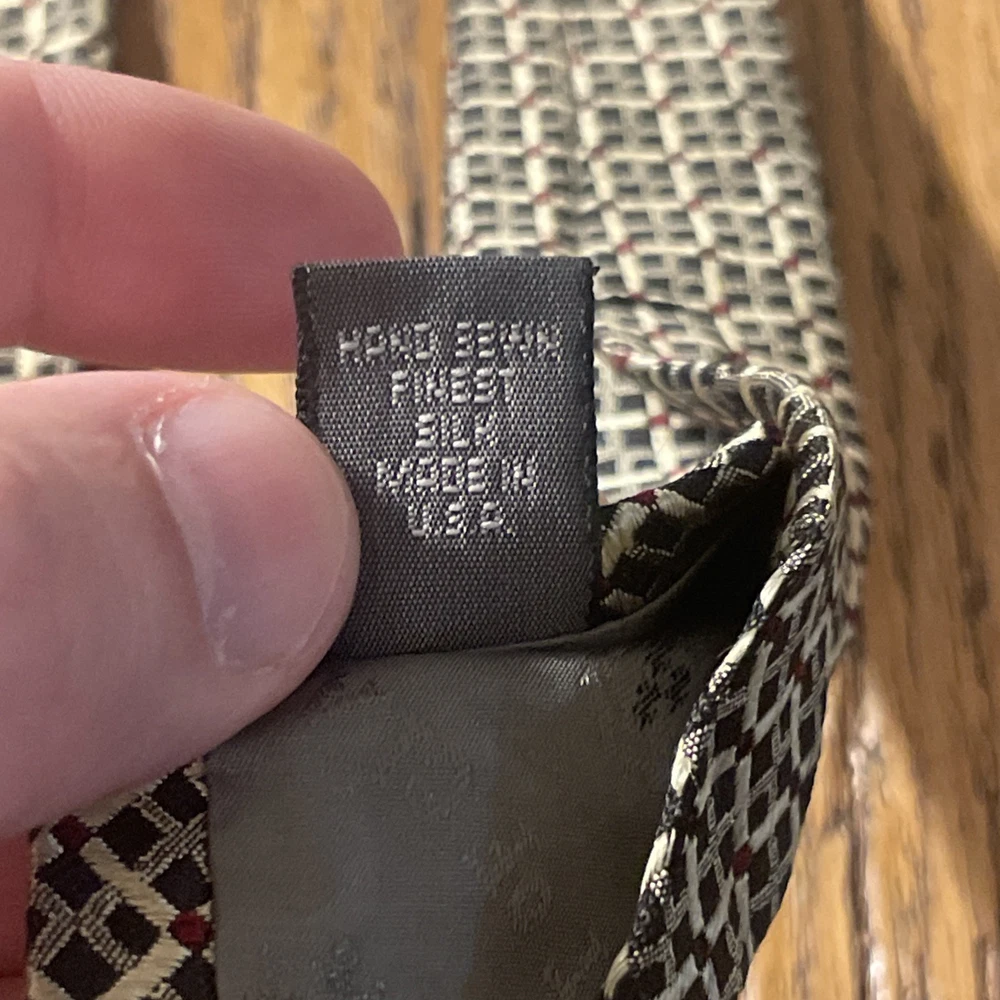 HAND SEWN
FINEST
SILK
MADE IN
U.S.A.